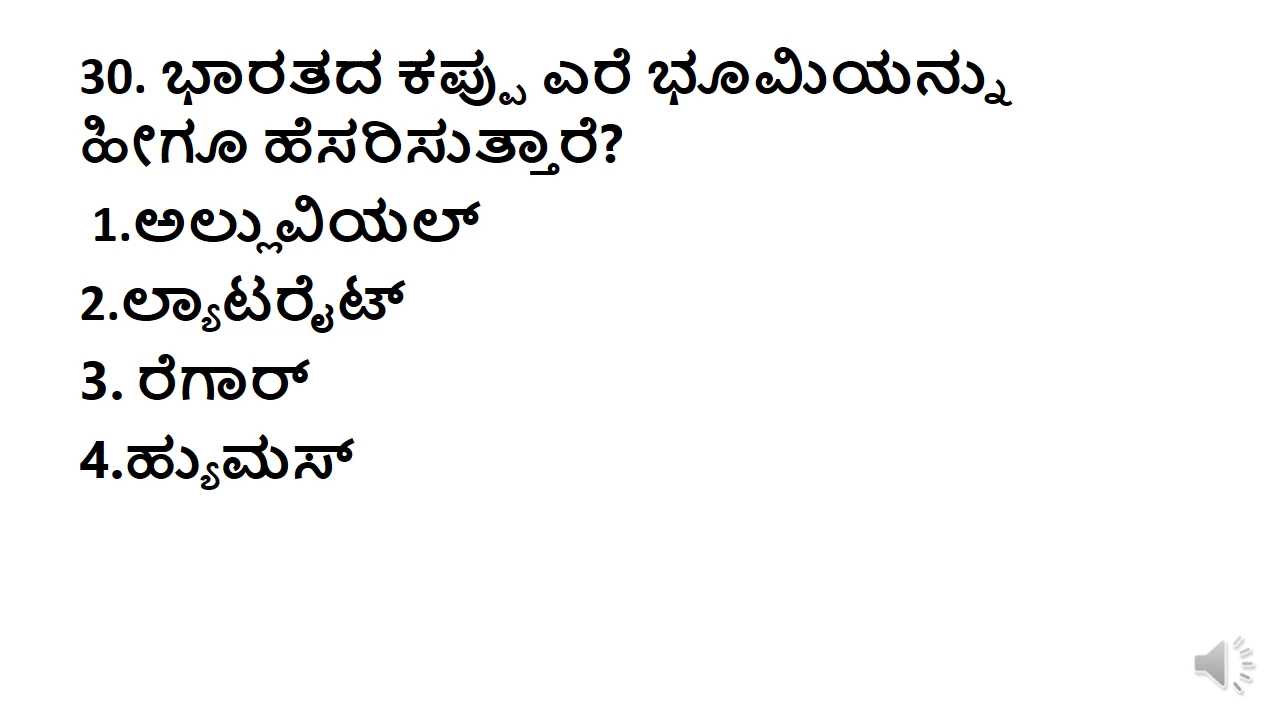 30. ಭಾರತದ ಕಪ್ಪು ಎರೆ ಭೂಮಿಯನ್ನು
ಹೀಗೂ ಹೆಸರಿಸುತ್ತಾರೆ?
1.ಅಲ್ಲುವಿಯಲ್
2.ಲ್ಯಾಟರೈಟ್
3. ರೆಗಾರ್
4.ಹ್ಯುಮಸ್